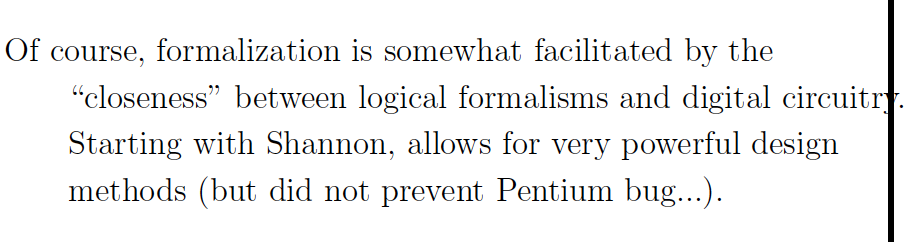 Of course, formalization is somewhat facilitated by the
“closeness” between logical formalisms and digital circuitry.
Starting with Shannon, allows for very powerful design
methods (but did not prevent Pentium bug...).